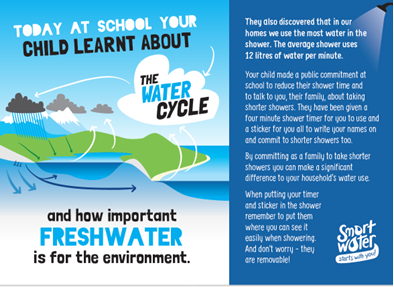 TODAY AT SCHOOL YOUR
CHILD LEARNT ABOUT
THE
WATER
CYCLE
and how important
FRESHWATER
is for the environment.
They also discovered that in our
homes we use the most water in the
shower. The average shower uses
12 litres of water per minute.
Your child made a public commitment at
school to reduce their shower time and
to talk to you, their family, about taking
shorter showers. They have been given a
four minute shower timer for you to use and
a sticker for you all to write your names on
and commit to shorter showers too.
By committing as a family to take shorter
showers you can make a significant
difference to your household's water use.
When putting your timer
and sticker in the shower
remember to put them
where you can see it
easily when showering.
And don't worry – they
are removable!
Smart
Water
starts with you!